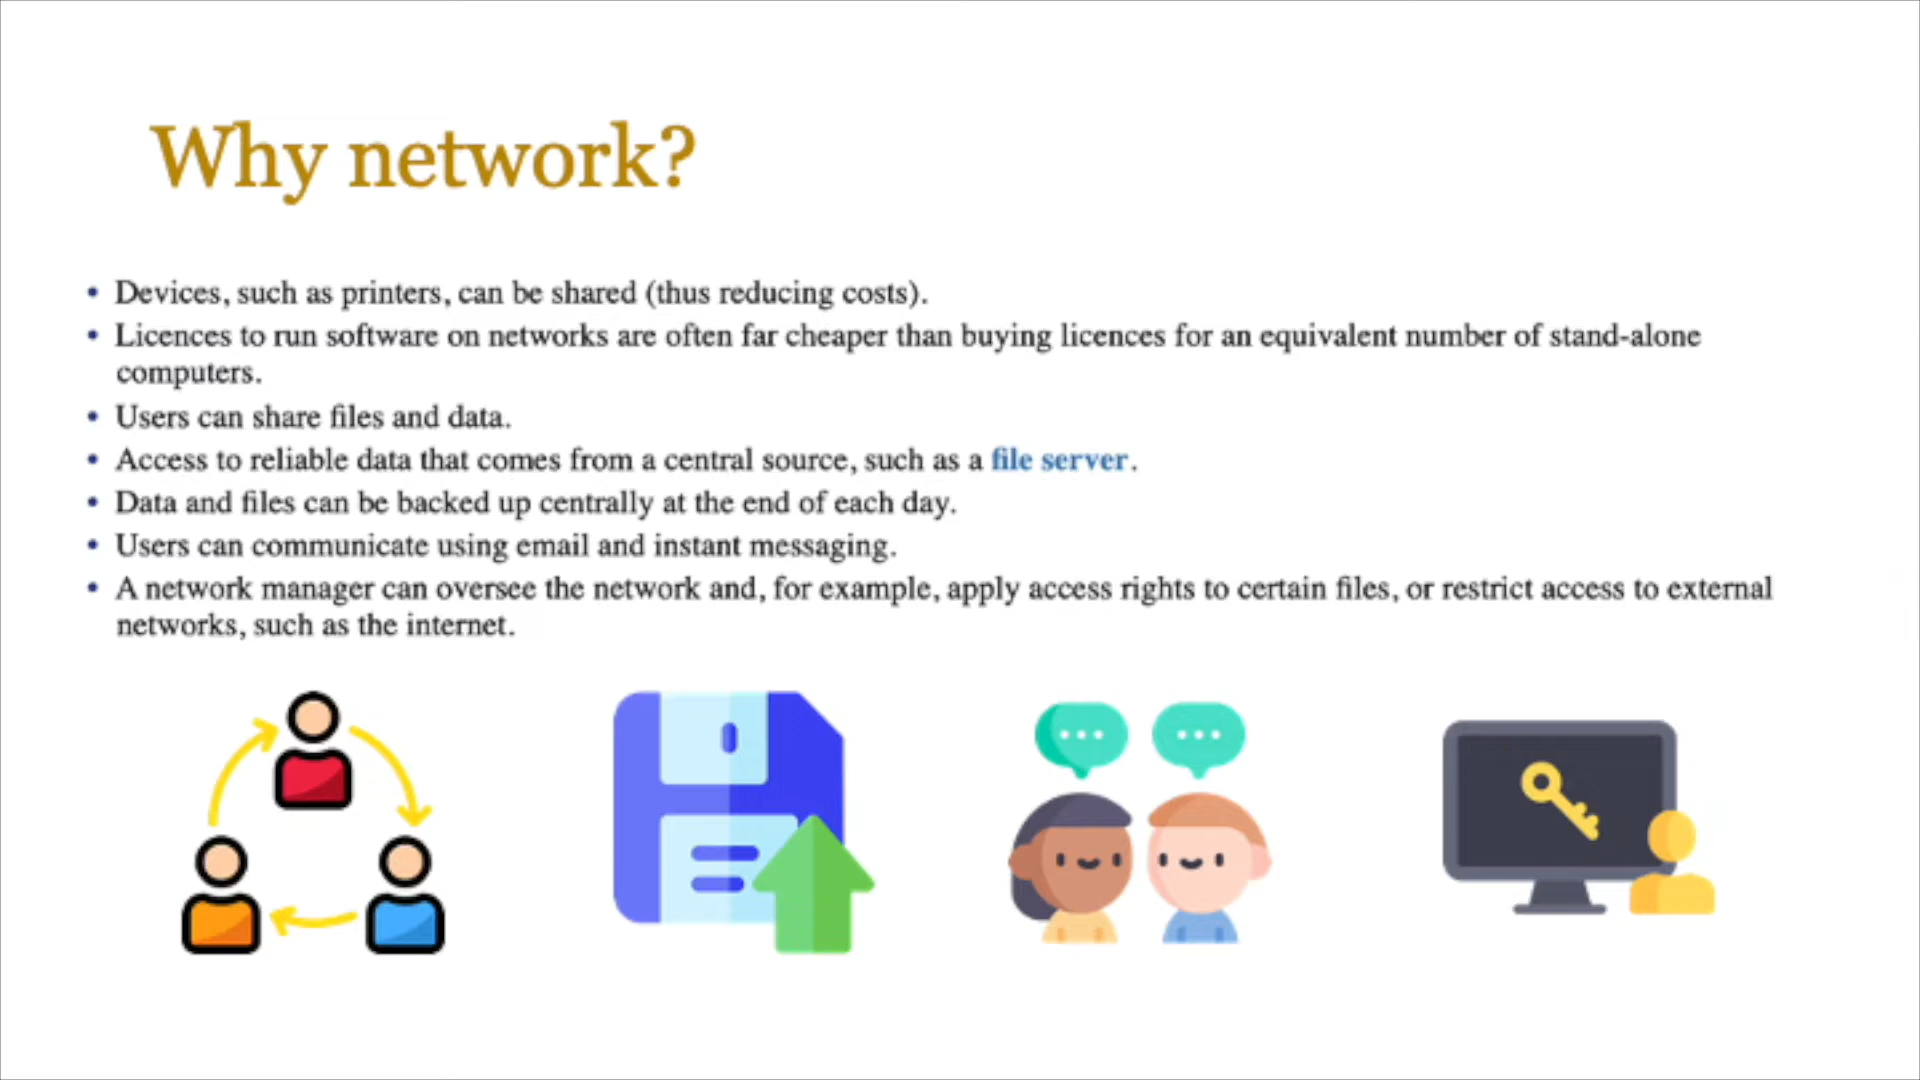 Why network?
• Devices, such as printers, can be shared (thus reducing costs).
• Licences to run software on networks are often far cheaper than buying licences for an equivalent number of stand-alone
computers.
• Users can share files and data.
• Access to reliable data that comes from a central source, such as a file server.
• Data and files can be backed up centrally at the end of each day.
• Users can communicate using email and instant messaging.
• A network manager can oversee the network and, for example, apply access rights to certain files, or restrict access to external
networks, such as the internet.